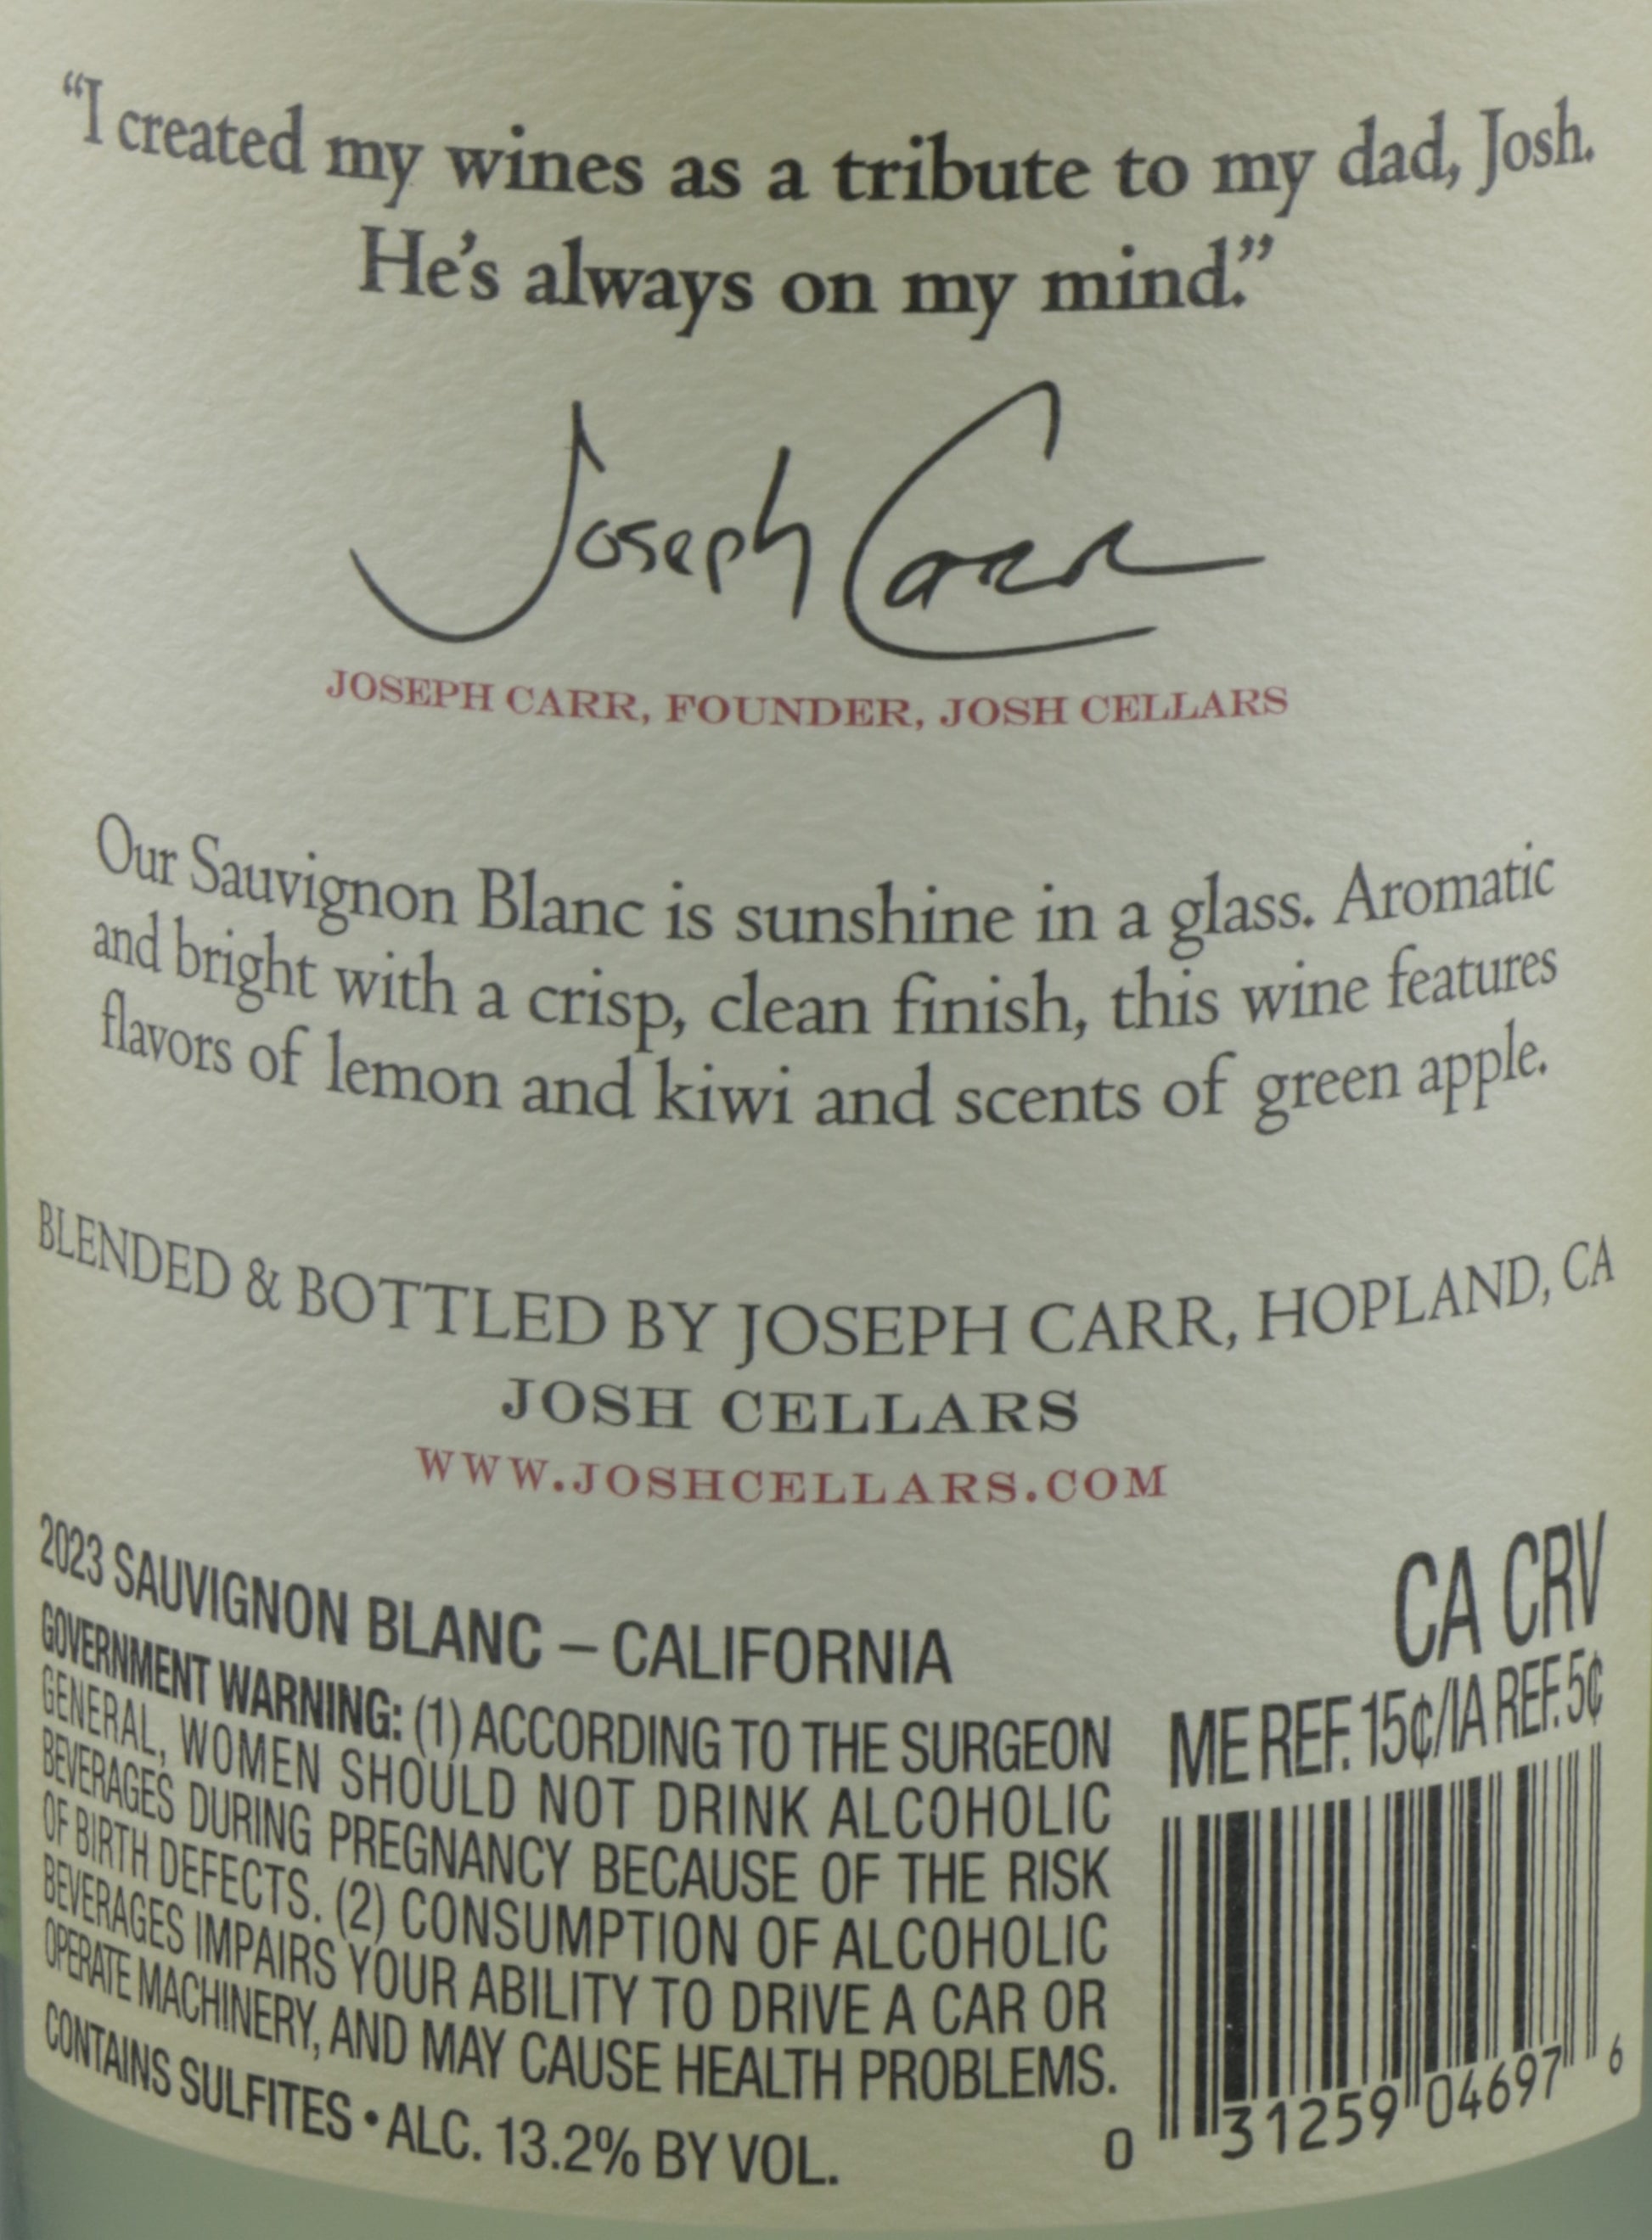 “I created my wines as a tribute to my dad, Josh.
He’s always on my mind.”
Joseph Carr
JOSEPH CARR, FOUNDER, JOSH CELLARS
Our Sauvignon Blanc is sunshine in a glass. Aromatic
and bright with a crisp, clean finish, this wine features
flavors of lemon and kiwi and scents of green apple.
BLENDED & BOTTLED BY JOSEPH CARR, HOPLAND, CA
JOSH CELLARS
WWW.JOSHCELLARS.COM
2023 SAUVIGNON BLANC – CALIFORNIA
GOVERNMENT WARNING: (1) ACCORDING TO THE SURGEON
GENERAL, WOMEN SHOULD NOT DRINK ALCOHOLIC
BEVERAGES DURING PREGNANCY BECAUSE OF THE RISK
OF BIRTH DEFECTS. (2) CONSUMPTION OF ALCOHOLIC
BEVERAGES IMPAIRS YOUR ABILITY TO DRIVE A CAR OR
OPERATE MACHINERY, AND MAY CAUSE HEALTH PROBLEMS.
CONTAINS SULFITES • ALC. 13.2% BY VOL.
CA CRV
ME REF. 15¢/IA REF. 5¢
0 31259 04697 6